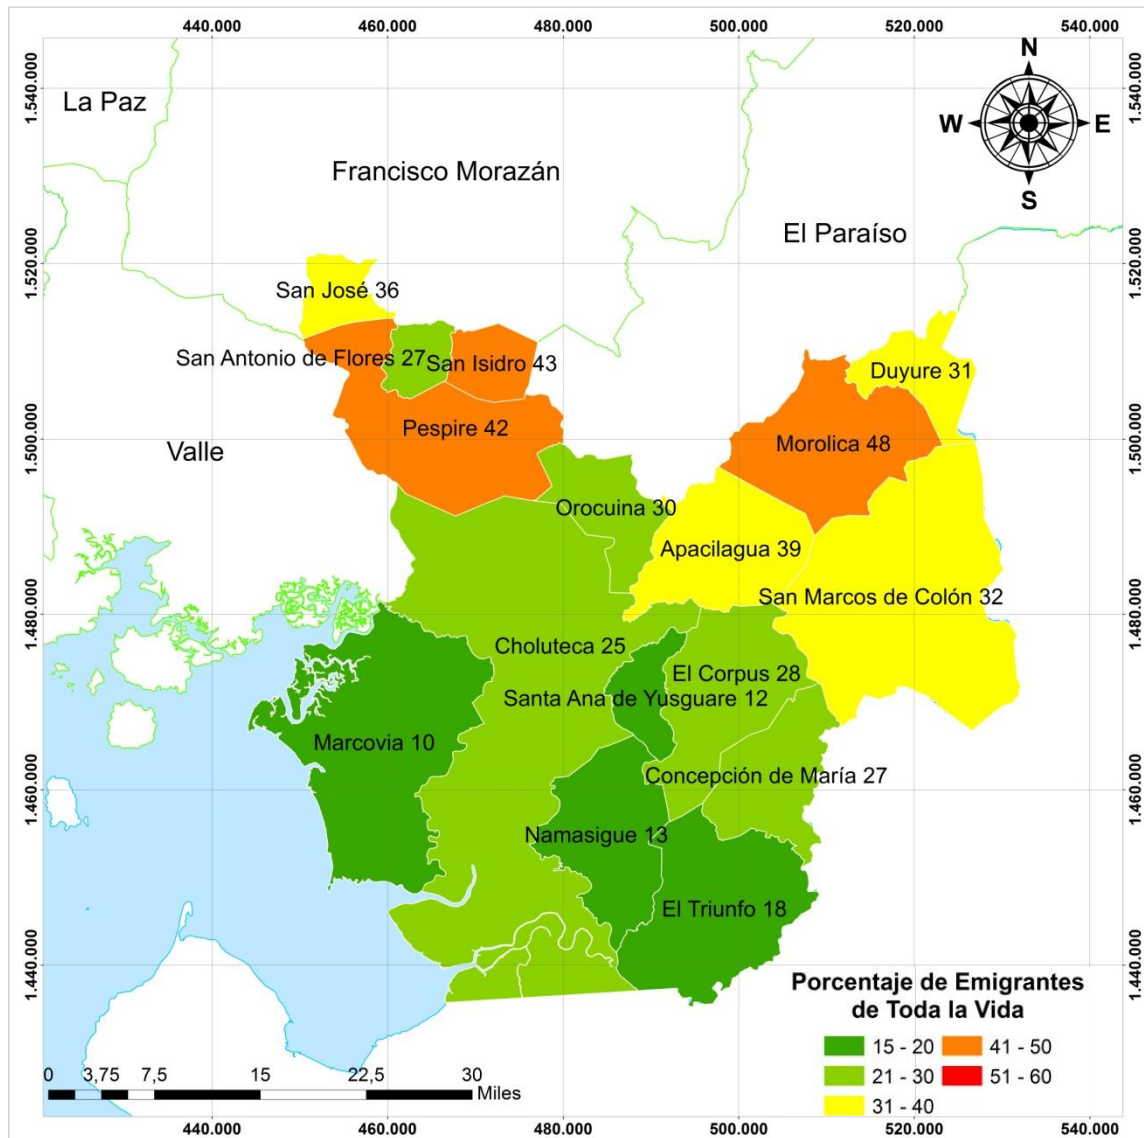 440.000 460.000 480.000 500.000 520.000 540.000
1.540.000 1.540.000
N
W E
S
La Paz
Francisco Morazán
El Paraíso
1.520.000 1.520.000
San José 36
San Antonio de Flores 27
San Isidro 43
Duyure 31
Pespire 42
Morolica 48
Valle
1.500.000 1.500.000
Orocuina 30
Apacilagua 39
San Marcos de Colón 32
1.480.000 1.480.000
Choluteca 25
El Corpus 28
Santa Ana de Yusguare 12
Marcovia 10
Concepción de María 27
1.460.000 1.460.000
Namasigue 13
El Triunfo 18
1.440.000 1.440.000
Porcentaje de Emigrantes
de Toda la Vida
15 - 20 41 - 50
21 - 30 51 - 60
31 - 40
0 3,75 7,5 15 22,5 30
Miles
440.000 460.000 480.000 500.000 520.000 540.000